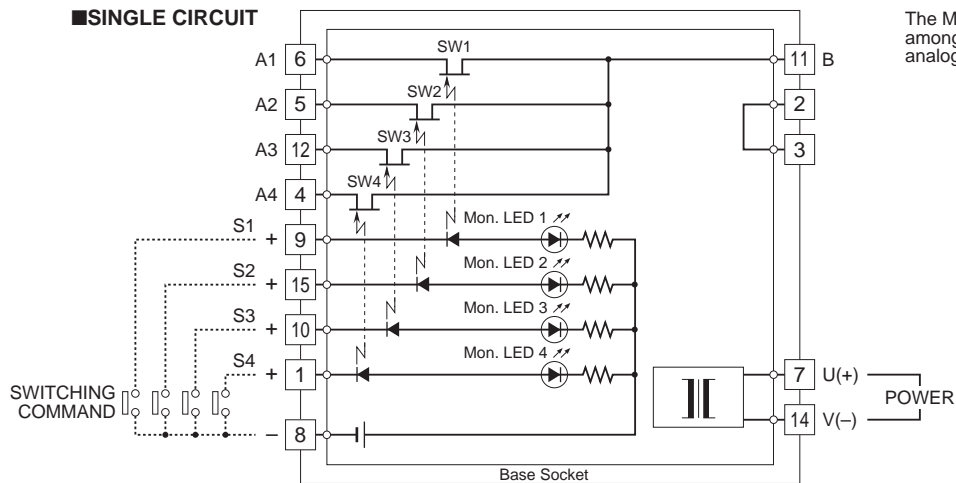 ■SINGLE CIRCUIT
The M
among
analog
A1 6 SW1 11 B
A2 5 SW2 2
A3 12 SW3 3
A4 4 SW4
S1 + 9 Mon. LED 1
S2 + 15 Mon. LED 2
S3 + 10 Mon. LED 3
S4 + 1 Mon. LED 4 7 U(+)
SWITCHING
COMMAND
POWER
– 8 14 V(–)
Base Socket